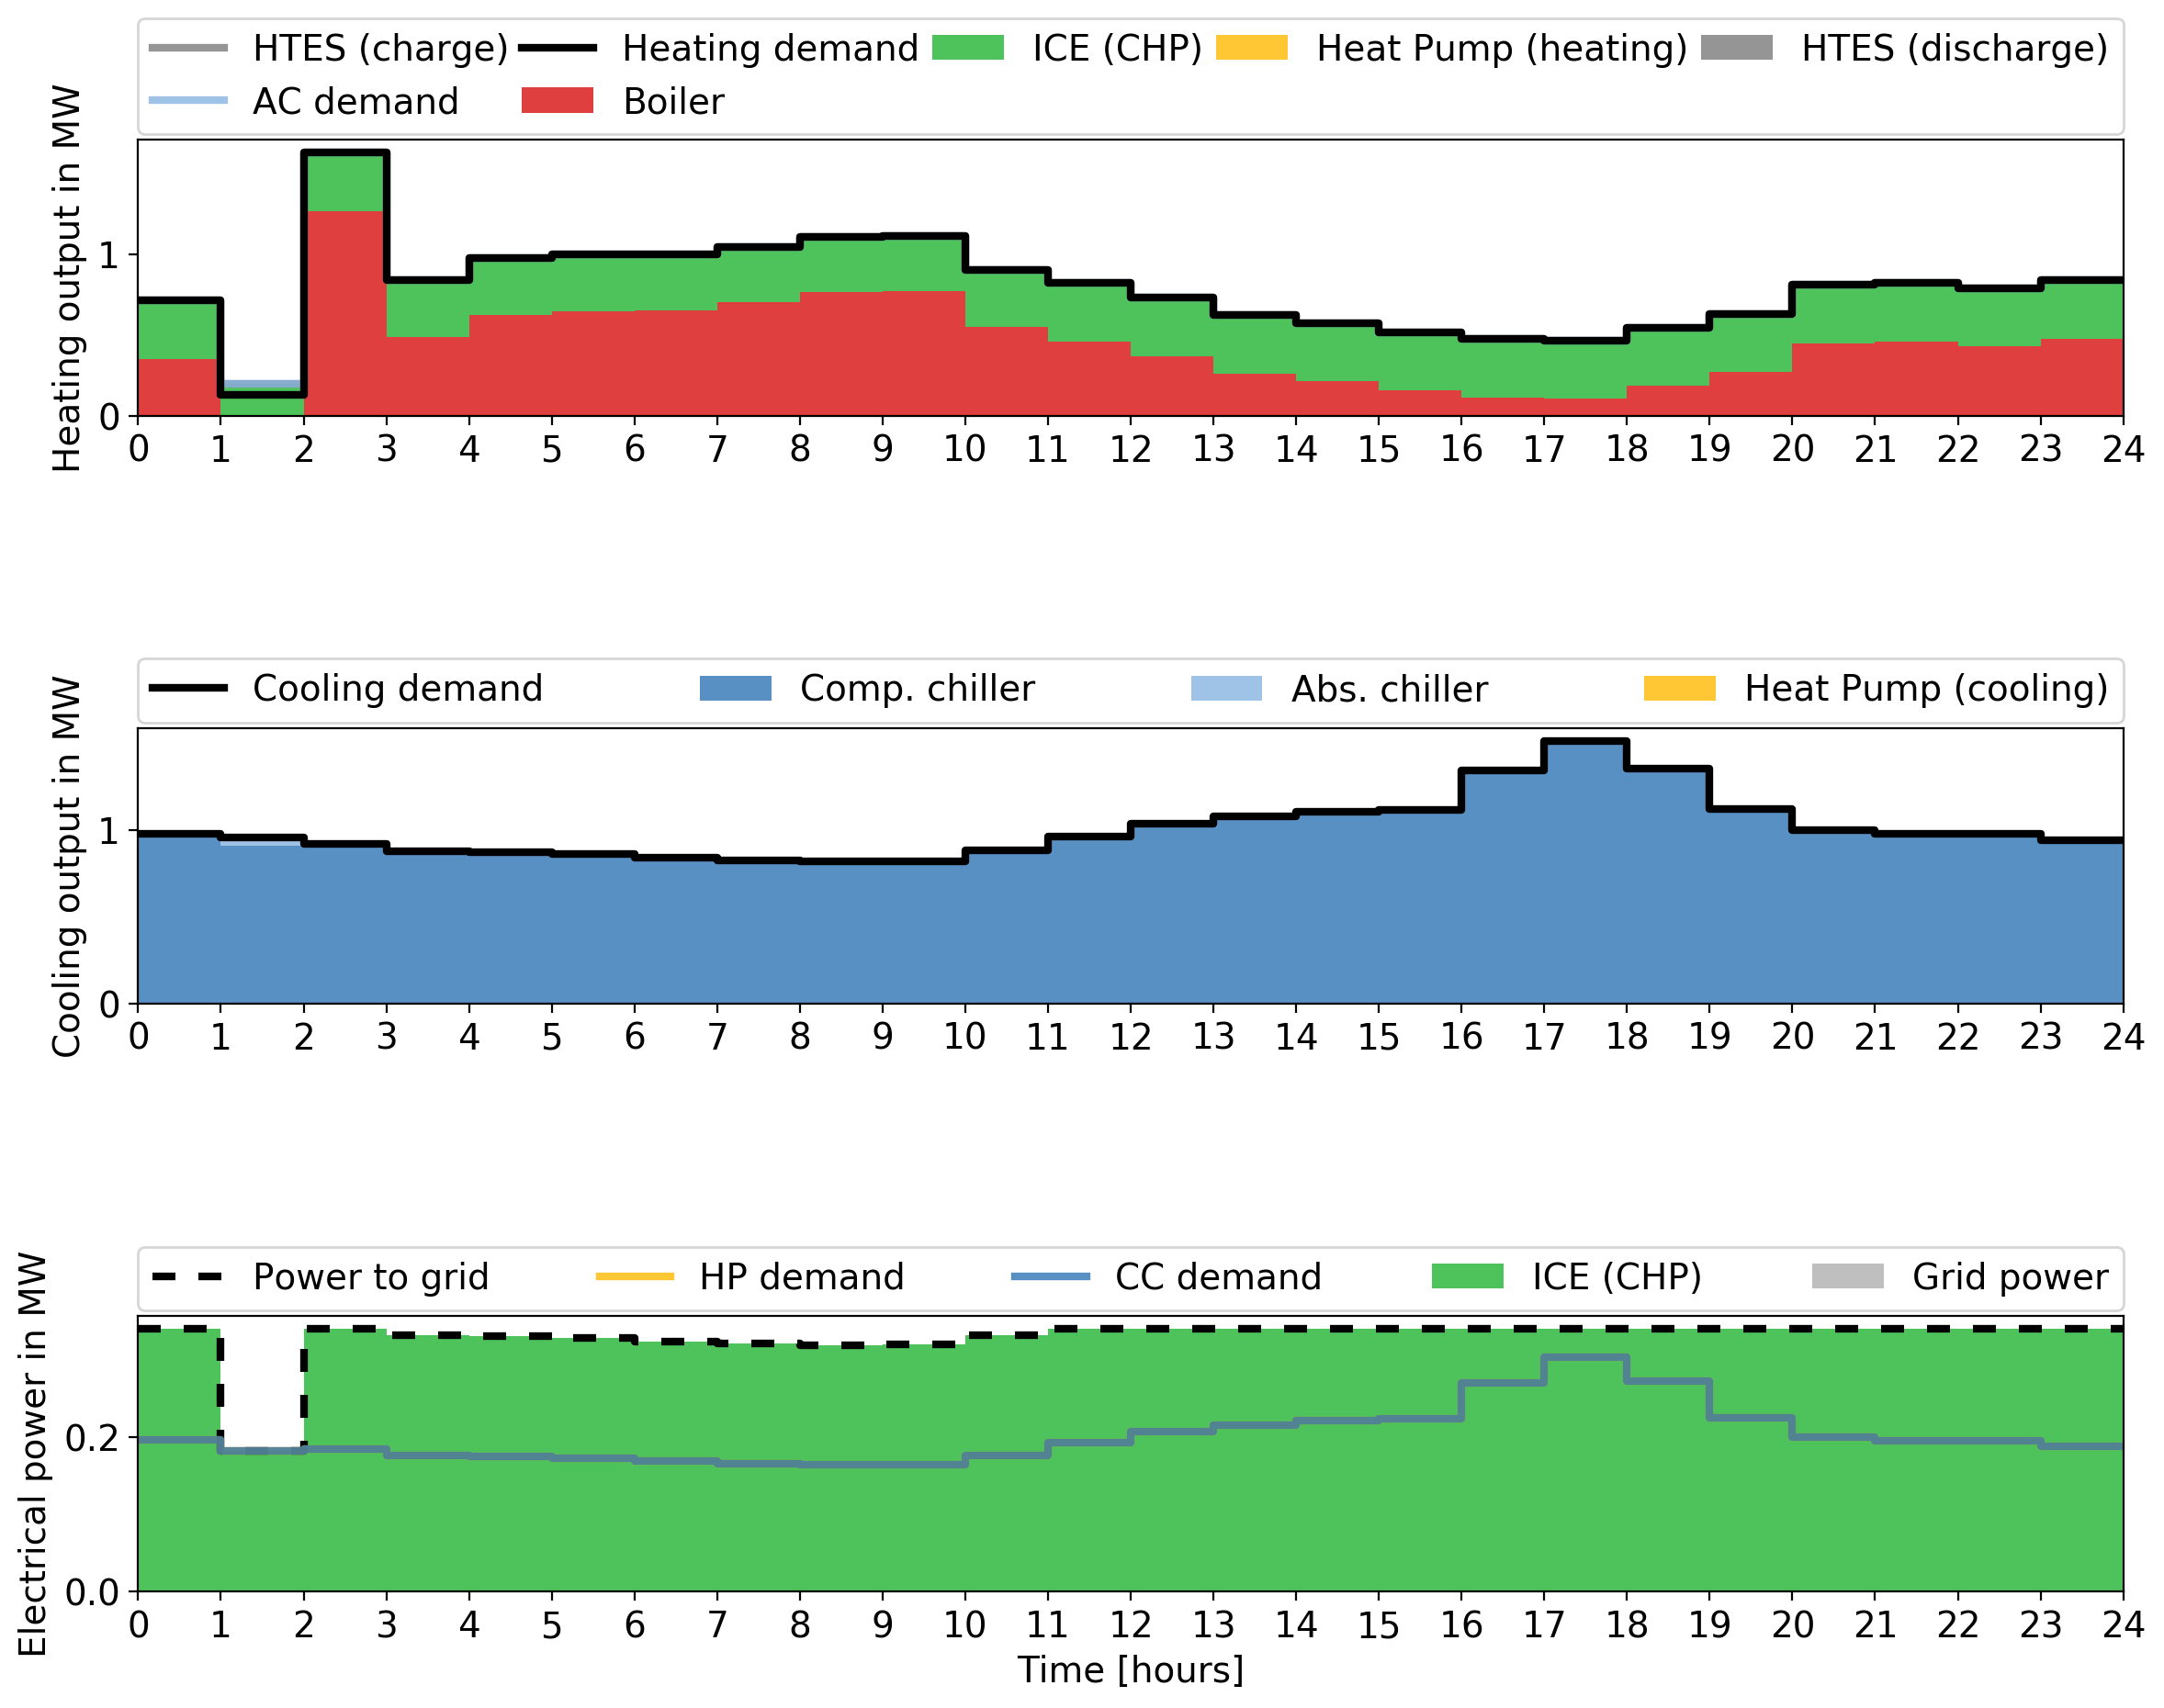 HTES (charge) Heating demand ICE (CHP) Heat Pump (heating) HTES (discharge)
AC demand Boiler
Heating output in MW
1
0
0 1 2 3 4 5 6 7 8 9 10 11 12 13 14 15 16 17 18 19 20 21 22 23 24
Cooling demand Comp. chiller Abs. chiller Heat Pump (cooling)
Cooling output in MW
1
0
0 1 2 3 4 5 6 7 8 9 10 11 12 13 14 15 16 17 18 19 20 21 22 23 24
Power to grid HP demand CC demand ICE (CHP) Grid power
Electrical power in MW
0.2
0.0
0 1 2 3 4 5 6 7 8 9 10 11 12 13 14 15 16 17 18 19 20 21 22 23 24
Time [hours]